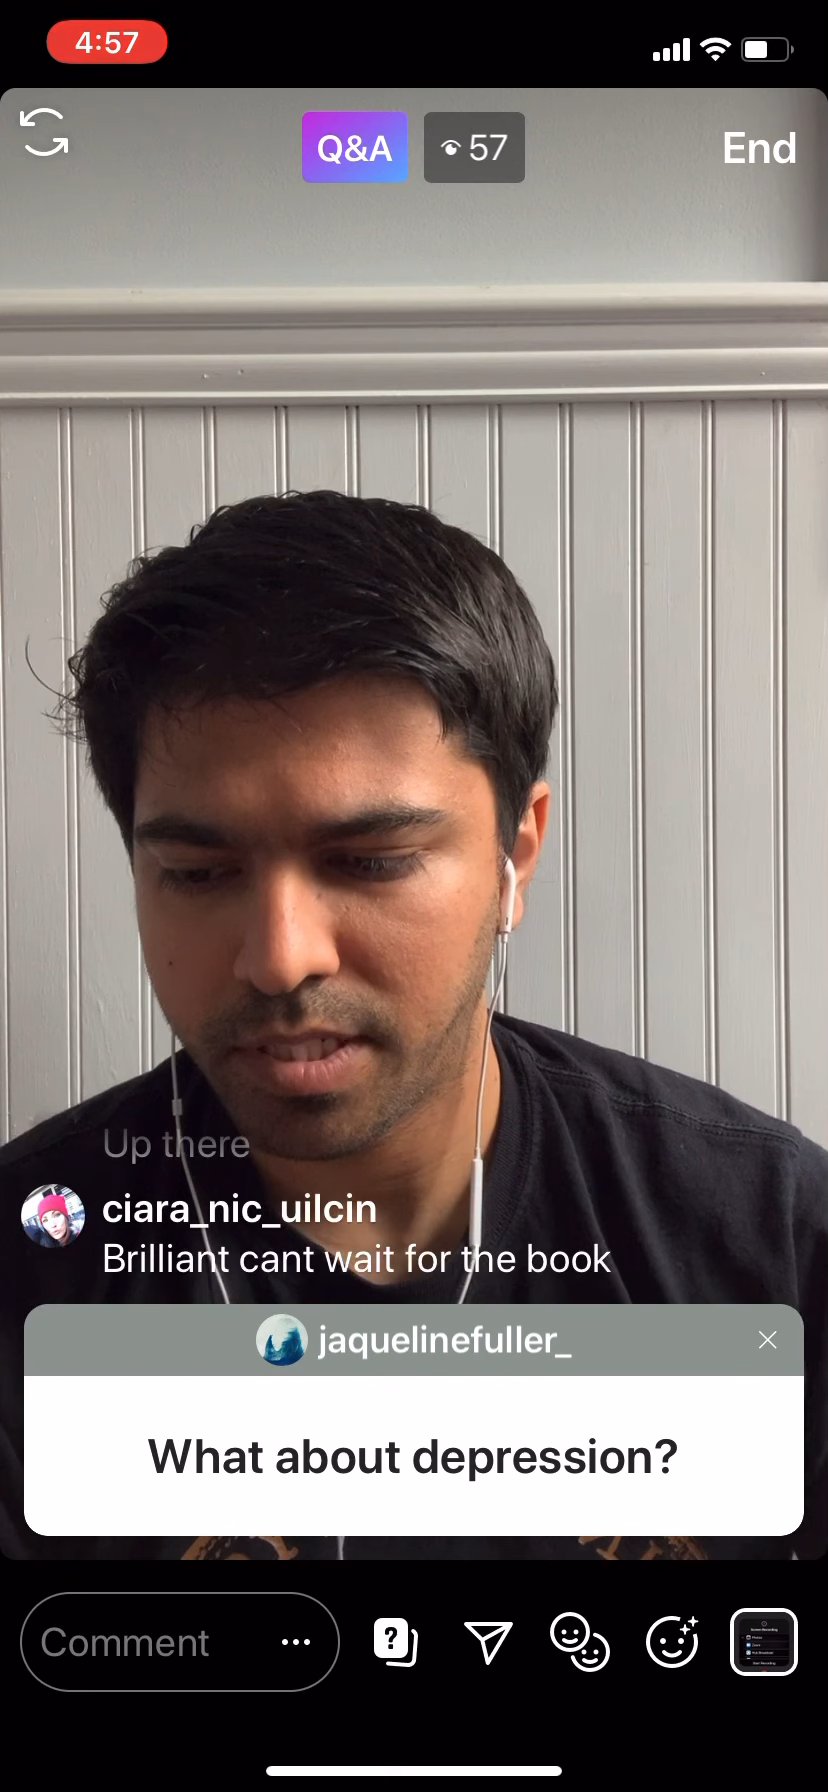 4:57
Q&A
57
End
Up there
ciara_nic_uilcin
Brilliant cant wait for the book
jaquelinefuller_
What about depression?
Comment